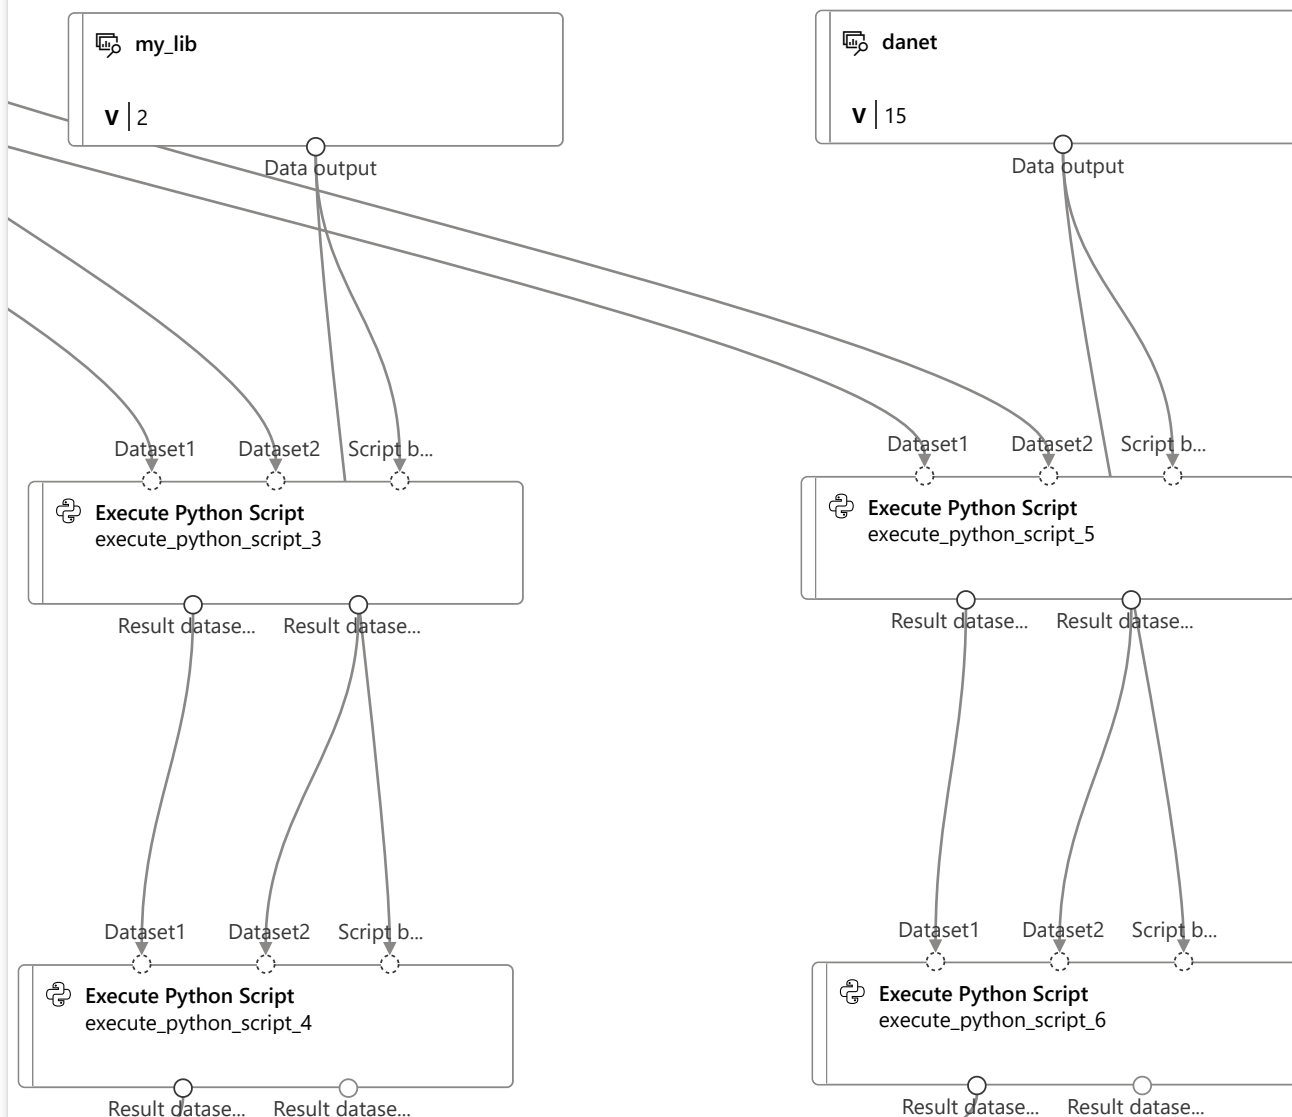 my_lib
V | 2
Data output
danet
V | 15
Data output
Dataset1
Dataset2
Script b...
Execute Python Script
execute_python_script_3
Result datase...
Result datase...
Dataset1
Dataset2
Script b...
Execute Python Script
execute_python_script_5
Result datase...
Result datase...
Dataset1
Dataset2
Script b...
Execute Python Script
execute_python_script_4
Result datase...
Result datase...
Dataset1
Dataset2
Script b...
Execute Python Script
execute_python_script_6
Result datase...
Result datase...